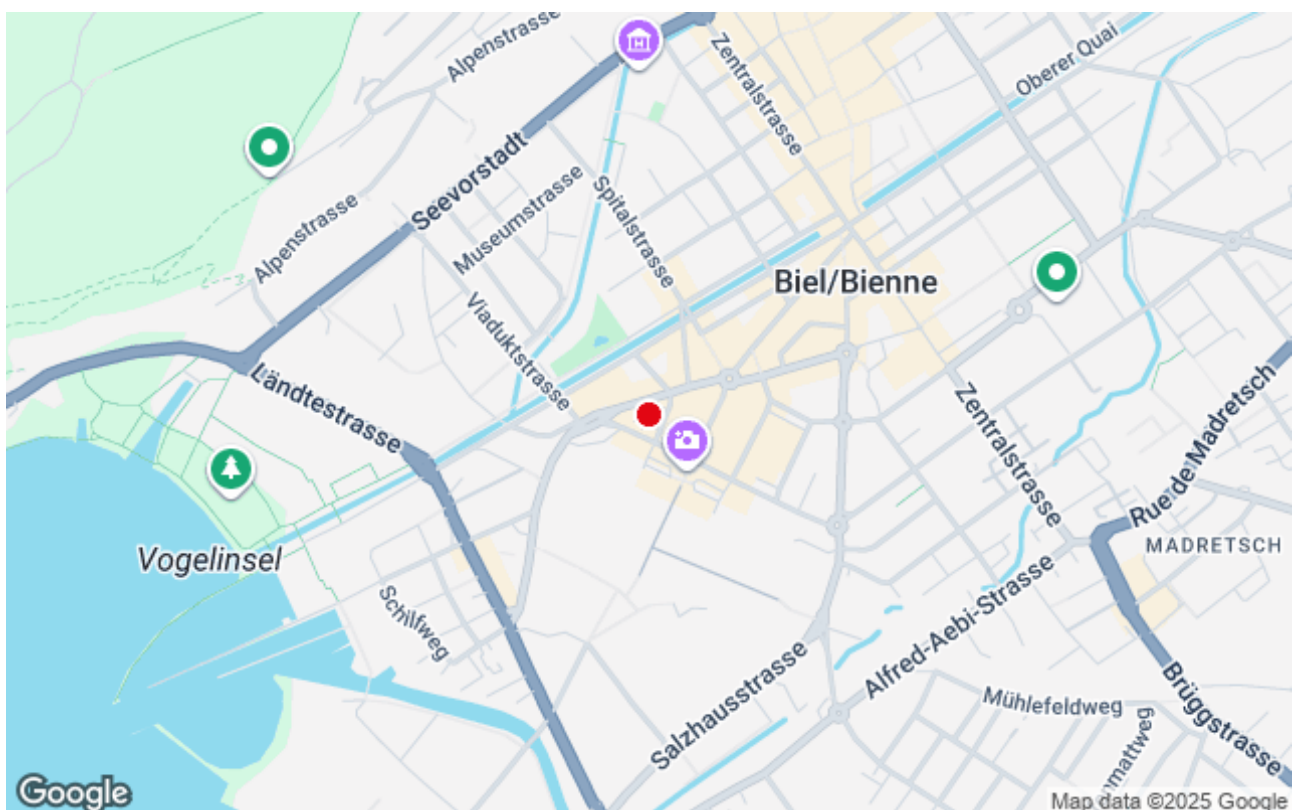 Alpenstrasse
Zentralstrasse
Oberer Quai
Seevorstadt
Museumstrasse
Spitalstrasse
Alpenstrasse
Biel/Bienne
Viaduktstrasse
Ländtestrasse
Zentralstrasse
Rue de Madretsch
Vogelinsel
MADRETSCH
Schilfweg
Alfred-Aebi-Strasse
Salzhausstrasse
Mühlefeldweg
Brüggstrasse
Google
Map data ©2025 Google